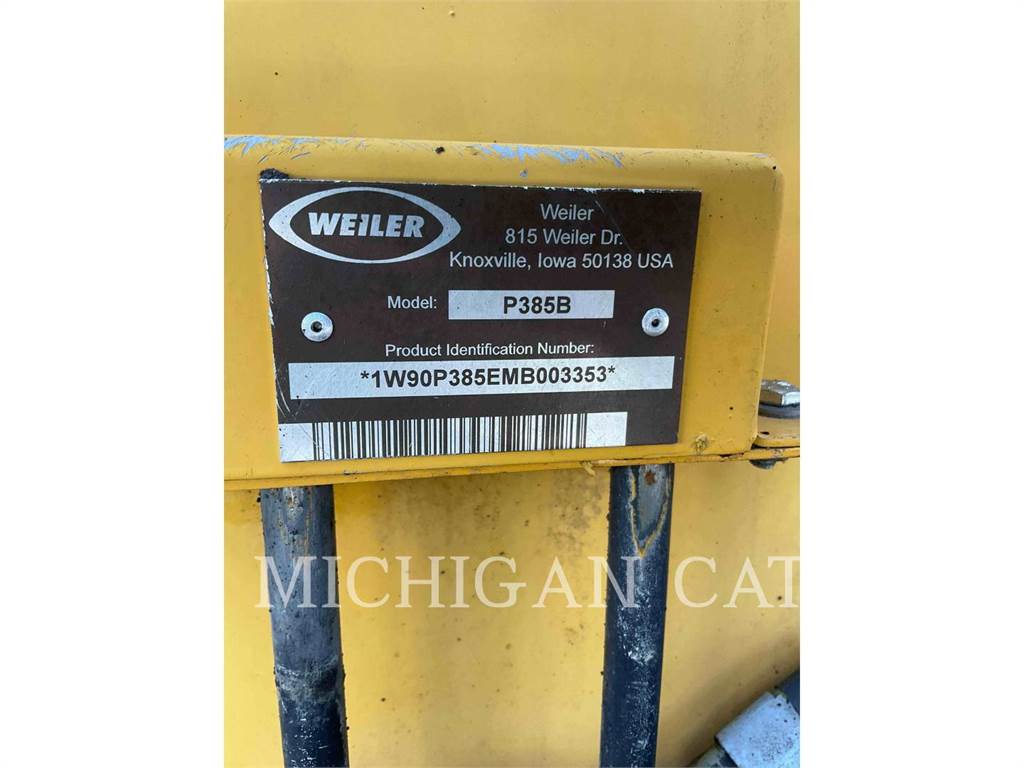 WEILER
Weiler
815 Weiler Dr.
Knoxville, Iowa 50138 USA
Model: P385B
Product Identification Number:
*1W90P385EMB003353*
MICHIGAN CAT